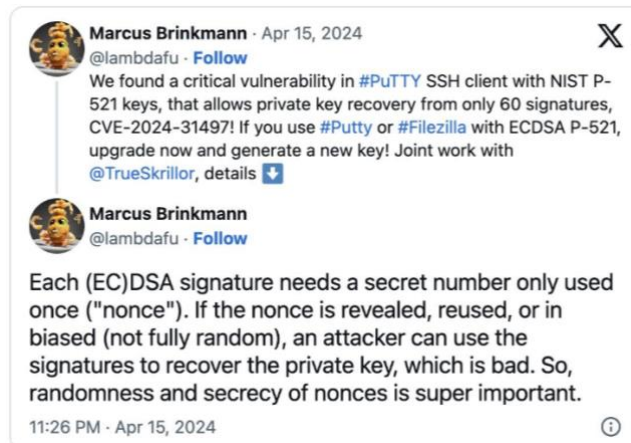 Marcus Brinkmann · Apr 15, 2024
@lambdafu · Follow
We found a critical vulnerability in #PuTTY SSH client with NIST P-
521 keys, that allows private key recovery from only 60 signatures,
CVE-2024-31497! If you use #Putty or #Filezilla with ECDSA P-521,
upgrade now and generate a new key! Joint work with
@TrueSkrillor, details ⬇️
Marcus Brinkmann
@lambdafu · Follow
Each (EC)DSA signature needs a secret number only used
once ("nonce"). If the nonce is revealed, reused, or in
biased (not fully random), an attacker can use the
signatures to recover the private key, which is bad. So,
randomness and secrecy of nonces is super important.
11:26 PM · Apr 15, 2024